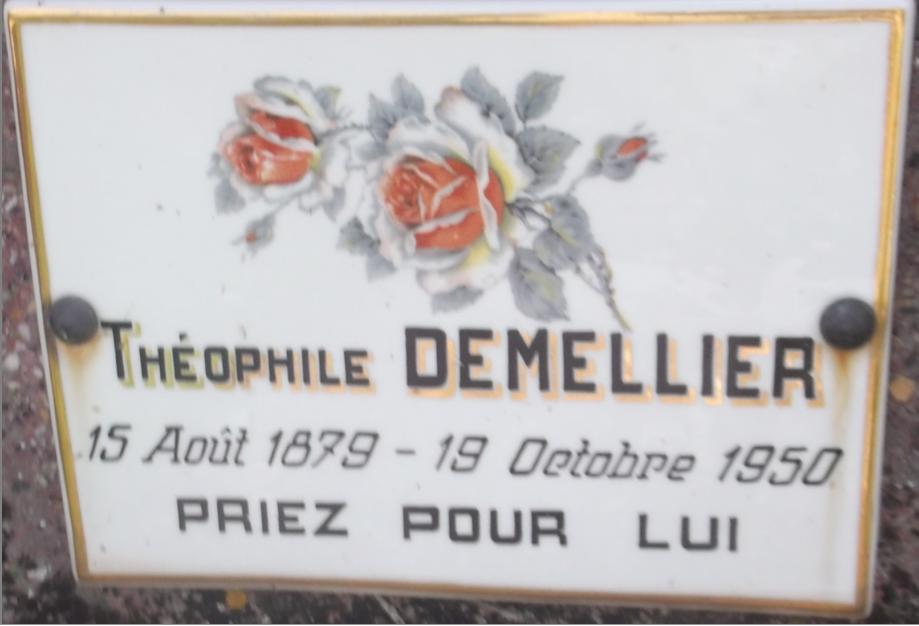 Théophile DEMELLIER
15 Août 1879 - 19 Octobre 1950
PRIEZ POUR LUI